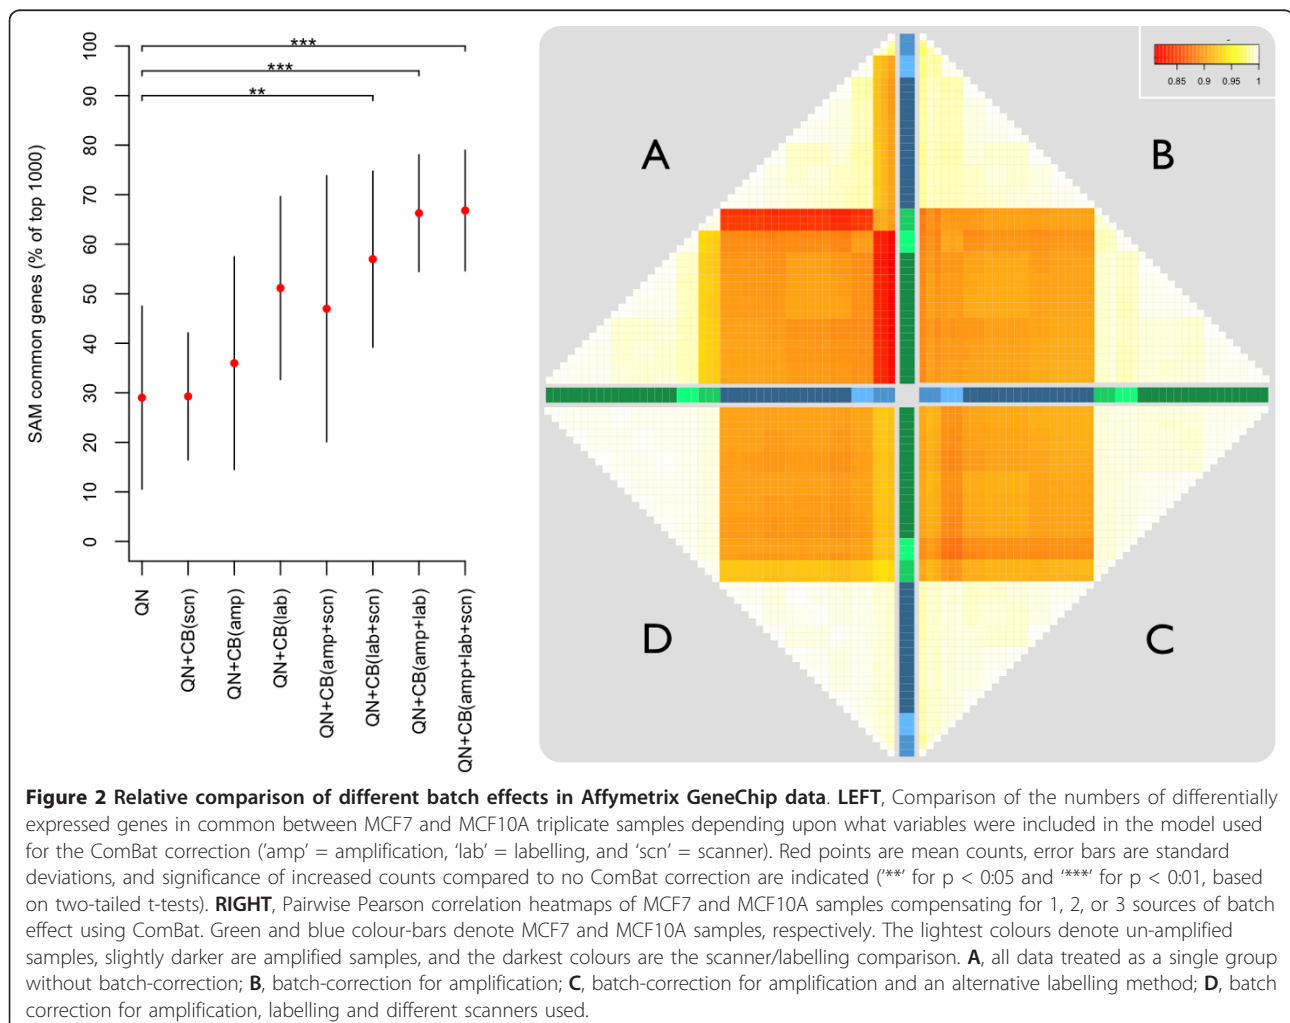 SAM common genes (% of top 1000)
100
90
80
70
60
50
40
30
20
10
0
***
***
**
QN
QN+CB(scn)
QN+CB(amp)
QN+CB(lab)
QN+CB(amp+scn)
QN+CB(lab+scn)
QN+CB(amp+lab)
QN+CB(amp+lab+scn)
A
B
0.85 0.9 0.95 1
D
C
Figure 2 Relative comparison of different batch effects in Affymetrix GeneChip data. LEFT, Comparison of the numbers of differentially
expressed genes in common between MCF7 and MCF10A triplicate samples depending upon what variables were included in the model used
for the ComBat correction ('amp' = amplification, 'lab' = labelling, and 'scn' = scanner). Red points are mean counts, error bars are standard
deviations, and significance of increased counts compared to no ComBat correction are indicated ('**' for p < 0:05 and '***' for p < 0:01, based
on two-tailed t-tests). RIGHT, Pairwise Pearson correlation heatmaps of MCF7 and MCF10A samples compensating for 1, 2, or 3 sources of batch
effect using ComBat. Green and blue colour-bars denote MCF7 and MCF10A samples, respectively. The lightest colours denote un-amplified
samples, slightly darker are amplified samples, and the darkest colours are the scanner/labelling comparison. A, all data treated as a single group
without batch-correction; B, batch-correction for amplification; C, batch-correction for amplification and an alternative labelling method; D, batch
correction for amplification, labelling and different scanners used.